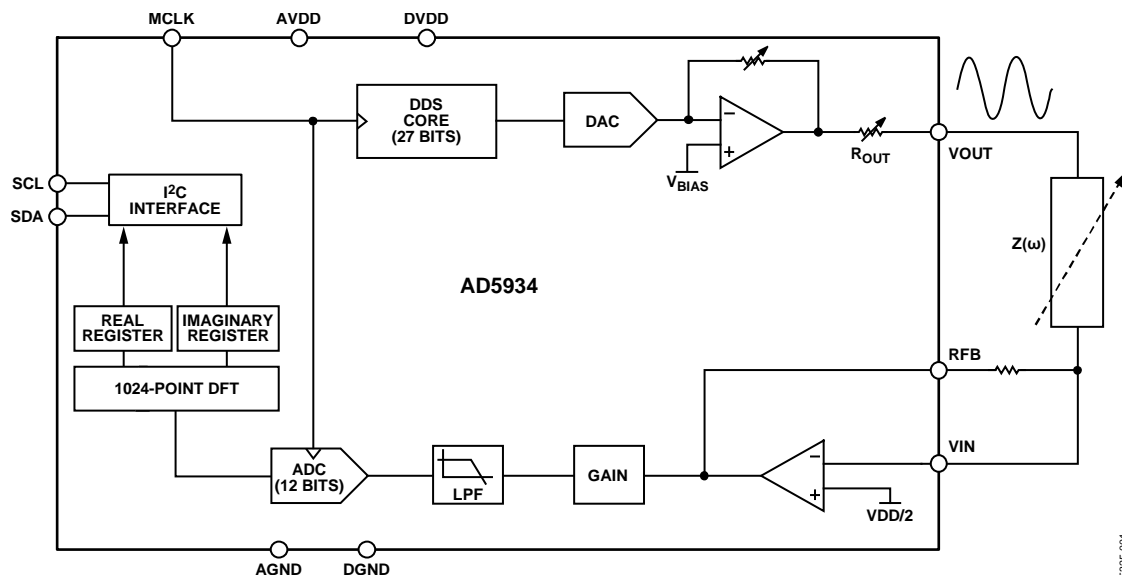 MCLK
AVDD
DVDD
DDS
CORE
(27 BITS)
DAC
−
+
VBIAS
ROUT
VOUT
SCL
SDA
I2C
INTERFACE
Z(ω)
AD5934
REAL
REGISTER
IMAGINARY
REGISTER
1024-POINT DFT
RFB
VIN
ADC
(12 BITS)
LPF
GAIN
−
+
VDD/2
AGND
DGND